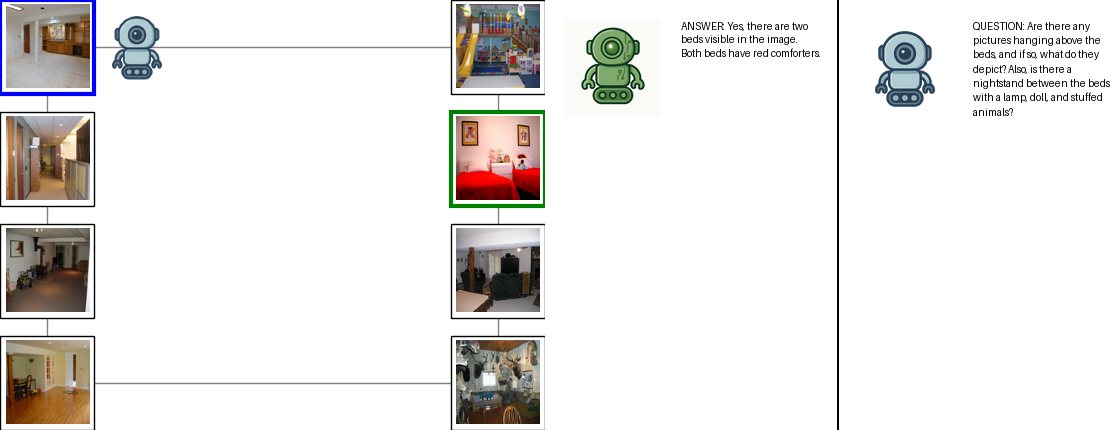 ANSWER: Yes, there are two
beds visible in the image.
Both beds have red comforters.
QUESTION: Are there any
pictures hanging above the
beds, and if so, what do they
depict? Also, is there a
nightstand between the beds
with a lamp, doll, and stuffed
animals?